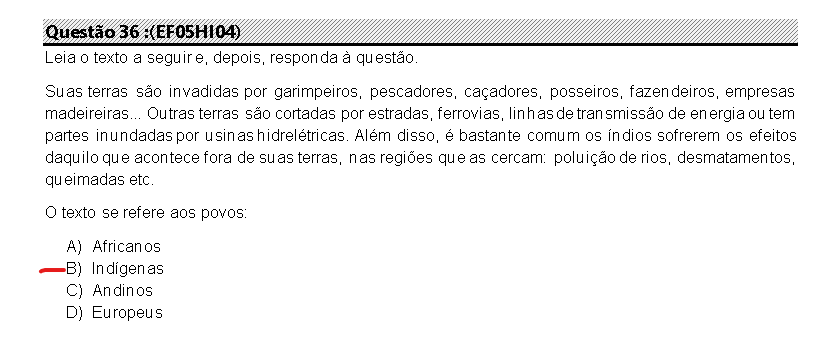 Questão 36 :(EF05HI04)
Leia o texto a seguir e, depois, responda à questão.
Suas terras são invadidas por garimpeiros, pescadores, caçadores, posseiros, fazendeiros, empresas
madeireiras... Outras terras são cortadas por estradas, ferrovias, linhas de transmissão de energia ou tem
partes inundadas por usinas hidrelétricas. Além disso, é bastante comum os índios sofrerem os efeitos
daquilo que acontece fora de suas terras, nas regiões que as cercam: poluição de rios, desmatamentos,
queimadas etc.
O texto se refere aos povos:
A) Africanos
B) Indígenas
C) Andinos
D) Europeus